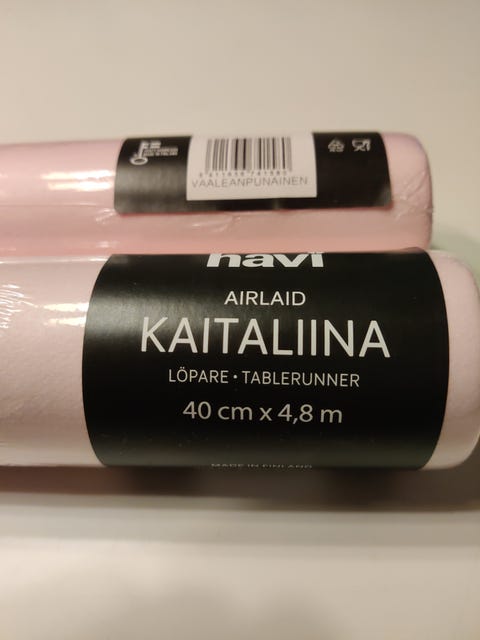 VAALEANPUNAINEN
havi
AIRLAID
KAITALIINA
LÖPARE • TABLERUNNER
40 cm x 4,8 m
MADE IN FINLAND